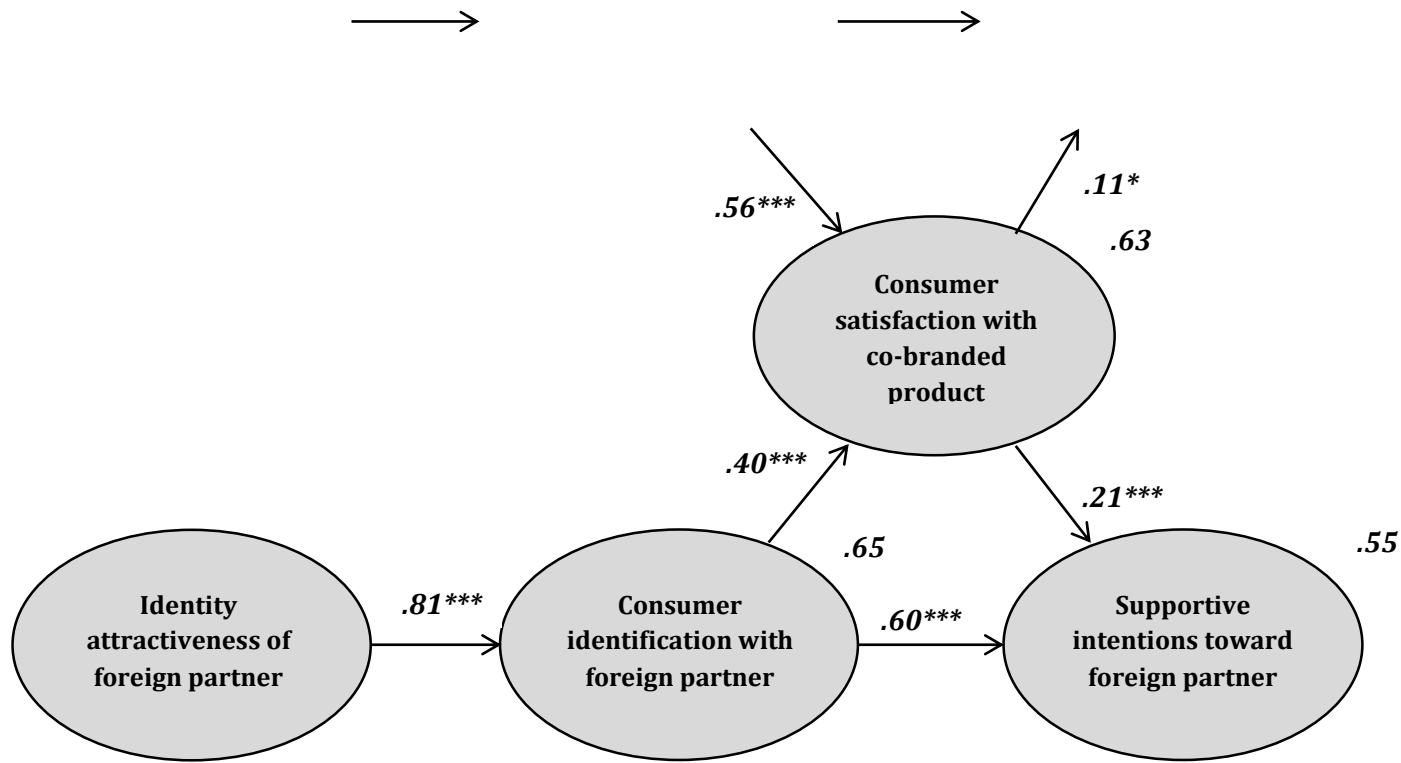 .11*
.56***
.63
Consumer
satisfaction with
co-branded
product
.40***
.21***
.65
.55
Identity
attractiveness of
foreign partner
.81***
Consumer
identification with
foreign partner
.60***
Supportive
intentions toward
foreign partner